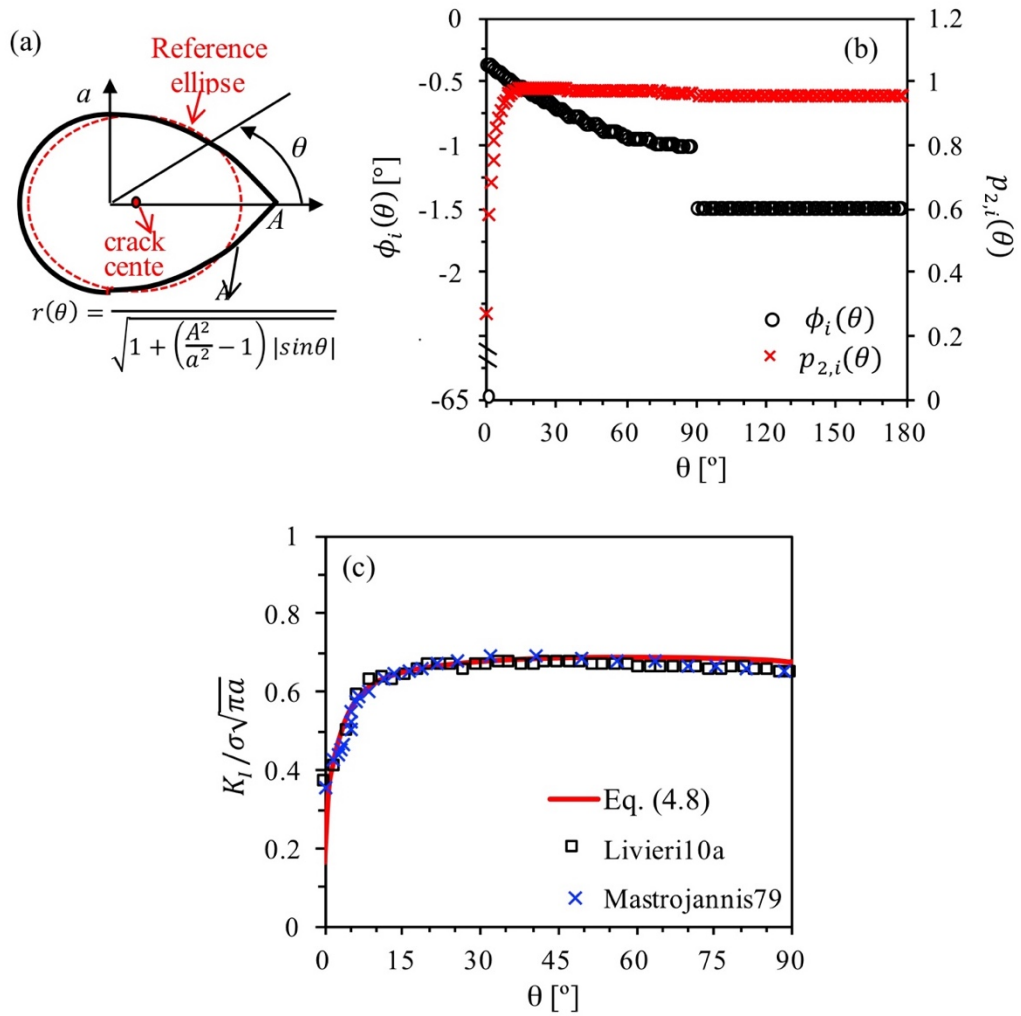 (a)
Reference
ellipse
a
θ
A
crack
cente
A
r(θ) = √1 + (A²/a² − 1) |sinθ|
(b)
0
-0.5
-1
-1.5
-2
-65
ϕᵢ(θ) [°]
1.2
1
0.8
0.6
0.4
0.2
0
p₂,ᵢ(θ)
ϕᵢ(θ)
p₂,ᵢ(θ)
0 30 60 90 120 150 180
θ [º]
(c)
1
0.8
0.6
0.4
0.2
0
K_I /σ√πa
Eq. (4.8)
Livieri10a
Mastrojannis79
0 15 30 45 60 75 90
θ [º]